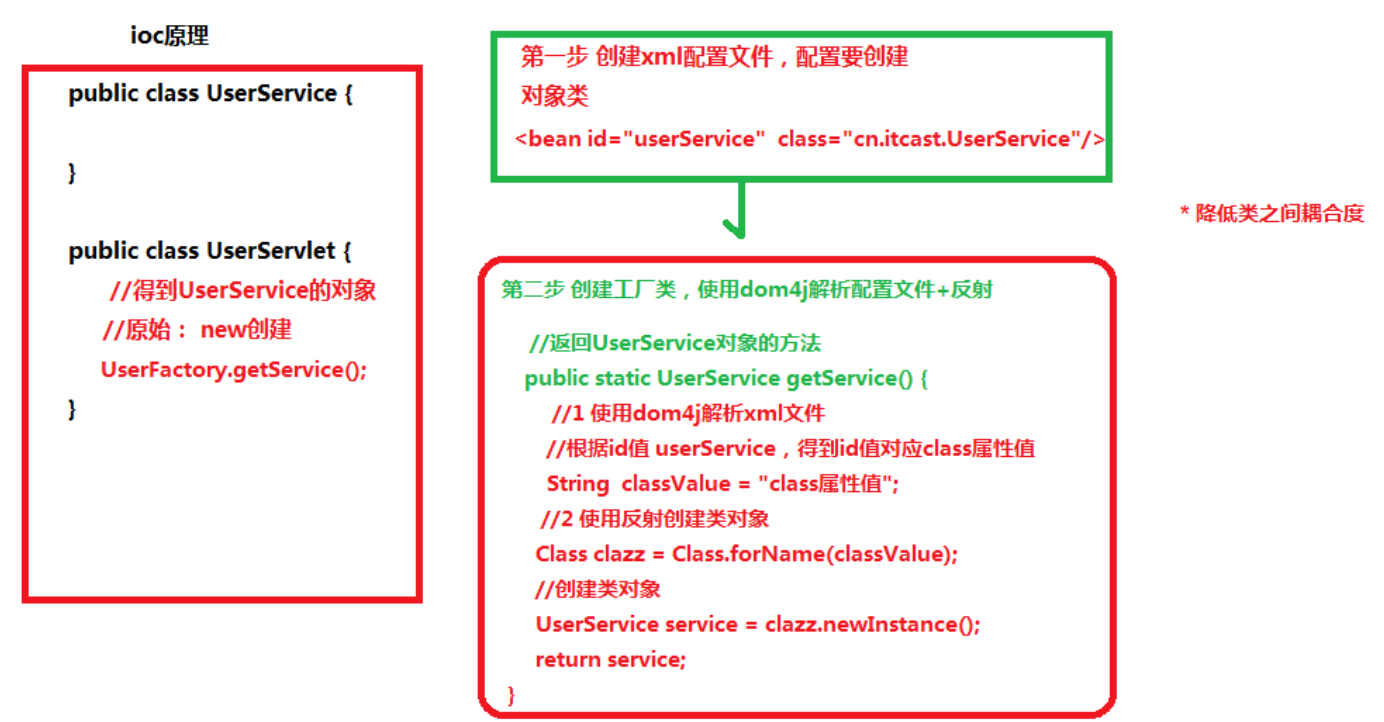 ioc原理
public class UserService {
}
public class UserServlet {
//得到UserService的对象
//原始： new创建
UserFactory.getService();
}
第一步 创建xml配置文件，配置要创建
对象类
<bean id="userService" class="cn.itcast.UserService"/>
第二步 创建工厂类，使用dom4j解析配置文件+反射
//返回UserService对象的方法
public static UserService getService() {
//1 使用dom4j解析xml文件
//根据id值 userService，得到id值对应class属性值
String classValue = "class属性值";
//2 使用反射创建类对象
Class clazz = Class.forName(classValue);
//创建类对象
UserService service = clazz.newInstance();
return service;
}
* 降低类之间耦合度